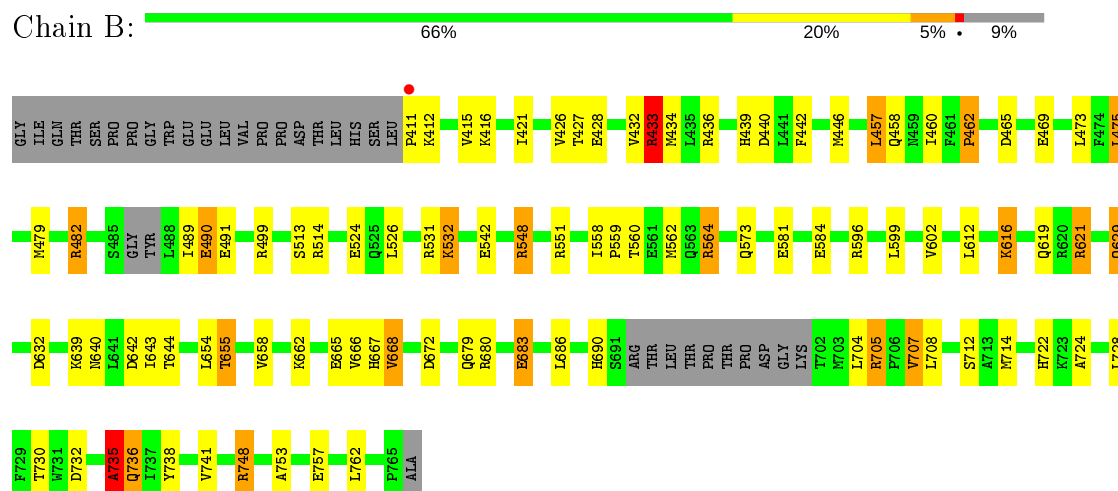 Chain B:
66% 20% 5% • 9%
GLY ILE GLN THR SER PRO PRO GLY TRP GLU GLU LEU VAL PRO PRO ASP THR LEU HIS SER LEU P411 K412 V415 K416 I421 V426 T427 E428 V432 R433 M434 L435 R436 H439 D440 L441 F442 M446 L457 Q458 N459 I460 F461 P462 D465 E469 L473 F474 L475
M479 R482 S485 GLY TYR L488 I489 E490 E491 R499 S513 R514 E524 Q525 L526 R531 K532 E542 R548 R551 I558 P559 T560 E561 M562 Q563 R564 Q573 E581 E584 R596 L599 V602 L612 K616 Q619 R620 R621
D632 K639 N640 L641 D642 I643 T644 L654 T655 V658 K662 E665 V666 H667 V668 D672 Q679 R680 E683 L686 H690 S691 ARG THR LEU THR PRO THR PRO ASP GLY LYS T702 M703 L704 R705 P706 V707 L708 S712 A713 M714 H722 K723 A724
F729 T730 W731 D732 A735 Q736 I737 Y738 V741 R748 A753 E757 L762 P765 ALA